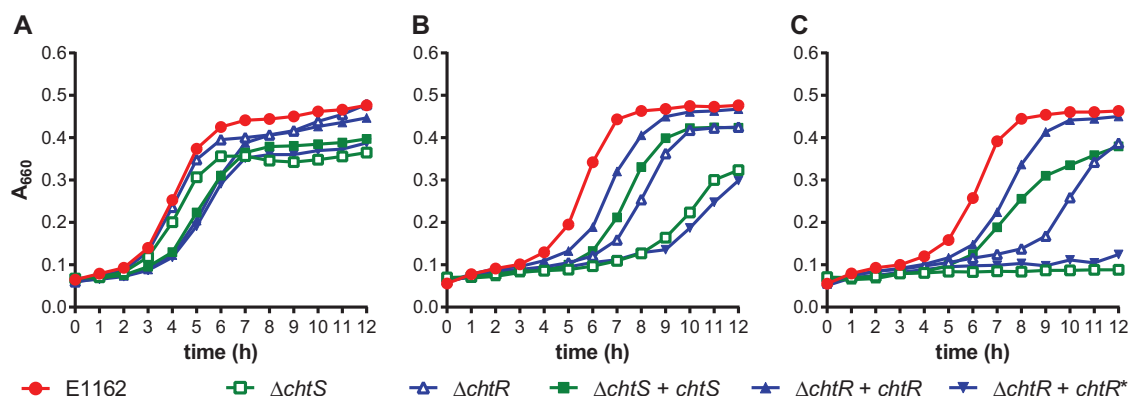 A B C
0.6 0.6 0.6
0.5 0.5 0.5
0.4 0.4 0.4
0.3 0.3 0.3
0.2 0.2 0.2
0.1 0.1 0.1
0.0 0.0 0.0
A660
0 1 2 3 4 5 6 7 8 9 10 11 12 0 1 2 3 4 5 6 7 8 9 10 11 12 0 1 2 3 4 5 6 7 8 9 10 11 12
time (h) time (h) time (h)
E1162 ΔchtS ΔchtR ΔchtS + chtS ΔchtR + chtR ΔchtR + chtR*